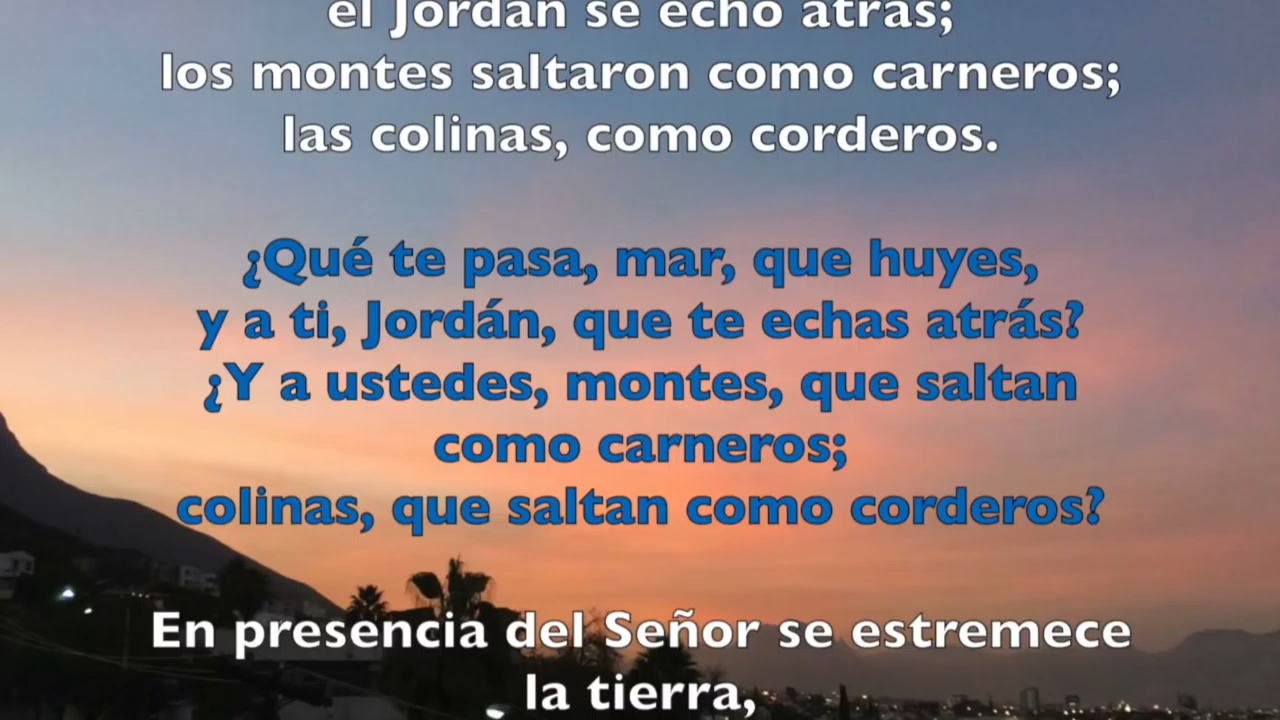 el Jordán se echó atrás;
los montes saltaron como carneros;
las colinas, como corderos.
¿Qué te pasa, mar, que huyes,
y a ti, Jordán, que te echas atrás?
¿Y a ustedes, montes, que saltan
como carneros;
colinas, que saltan como corderos?
En presencia del Señor se estremece
la tierra,